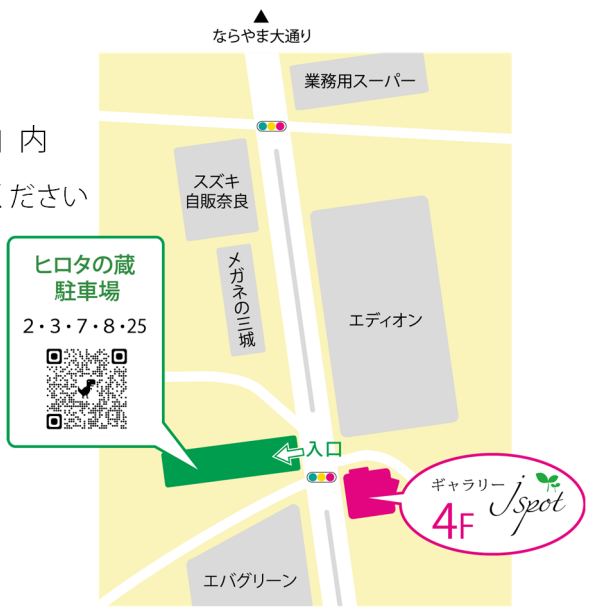 ▲
ならやま大通り
業務用スーパー
内
ください
スズキ
自販奈良
メガネの三城
エディオン
ヒロタの蔵
駐車場
2・3・7・8・25
入口
ギャラリー
jspot
4F
エバグリーン